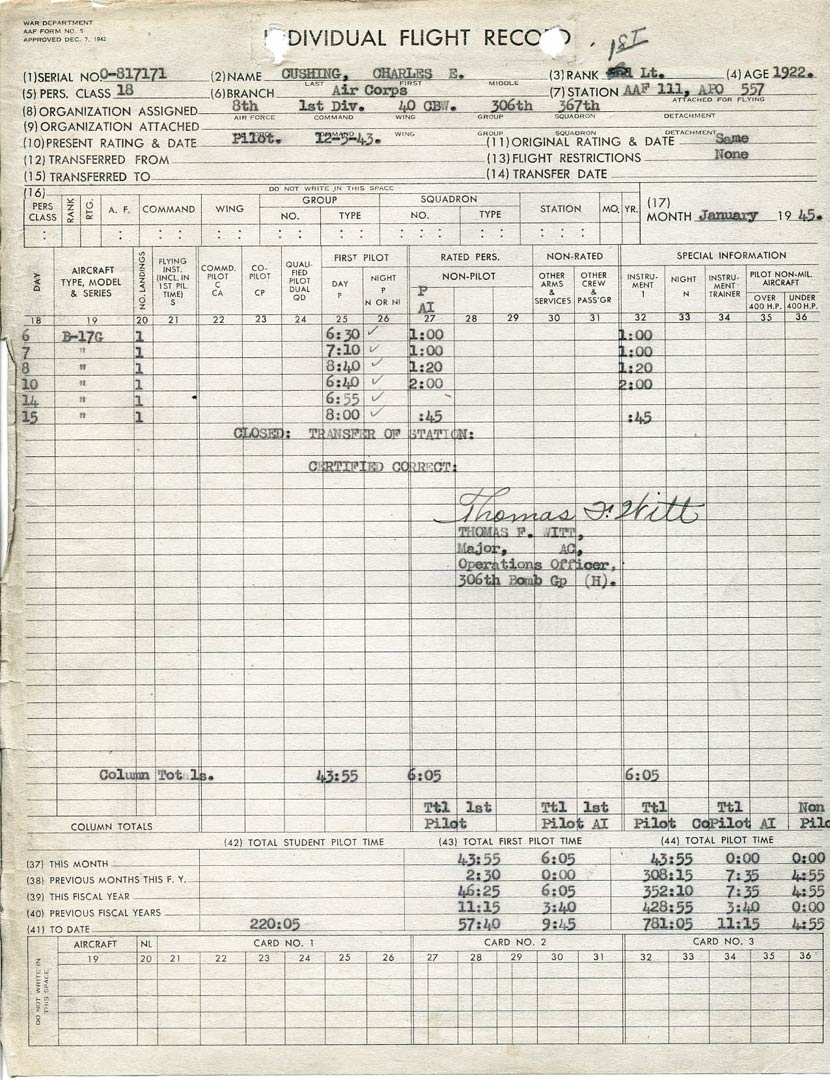 WAR DEPARTMENT
AAF FORM NO. 5
APPROVED DEC. 7, 1942
INDIVIDUAL FLIGHT RECORD
1ST
(1) SERIAL NO. O-817171 (2) NAME CUSHING, CHARLES E. (3) RANK Lt. (4) AGE 1922.
LAST FIRST MIDDLE
(5) PERS. CLASS 18 (6) BRANCH Air Corps (7) STATION AAF 111, APO 557
ATTACHED FOR FLYING
(8) ORGANIZATION ASSIGNED 8th 1st Div. 40 CBW. 306th 367th
AIR FORCE COMMAND WING GROUP SQUADRON DETACHMENT
(9) ORGANIZATION ATTACHED
COMMAND WING GROUP SQUADRON DETACHMENT
(10) PRESENT RATING & DATE Pilot. 12-5-43. (11) ORIGINAL RATING & DATE Same
(12) TRANSFERRED FROM (13) FLIGHT RESTRICTIONS None
(15) TRANSFERRED TO (14) TRANSFER DATE
(16) DO NOT WRITE IN THIS SPACE
PERS CLASS RANK RTG. A. F. COMMAND WING GROUP NO. TYPE SQUADRON NO. TYPE STATION MO. YR. (17) MONTH January 1945.
DAY AIRCRAFT TYPE, MODEL & SERIES NO. LANDINGS FLYING INST. (INCL. IN 1ST PIL. TIME) S COMMD. PILOT C CA CO-PILOT CP QUALI-FIED PILOT DUAL QD FIRST PILOT DAY P NIGHT P N OR NI RATED PERS. NON-PILOT P AI NON-RATED OTHER ARMS & SERVICES OTHER CREW & PASS'GR SPECIAL INFORMATION INSTRU-MENT I NIGHT N INSTRU-MENT TRAINER PILOT NON-MIL. AIRCRAFT OVER 400 H.P. UNDER 400 H.P.
18 19 20 21 22 23 24 25 26 27 28 29 30 31 32 33 34 35 36
6 B-17G 1 6:30 ✓ 1:00 1:00
7 " 1 7:10 ✓ 1:00 1:00
8 " 1 8:40 ✓ 1:20 1:20
10 " 1 6:40 ✓ 2:00 2:00
14 " 1 6:55 ✓
15 " 1 8:00 ✓ :45 :45
CLOSED: TRANSFER OF STATION:
CERTIFIED CORRECT:
Thomas F. Witt
THOMAS F. WITT,
Major, AC,
Operations Officer,
306th Bomb Gp (H).
Column Totals. 43:55 6:05 6:05
Ttl 1st Ttl 1st Ttl Ttl Non
COLUMN TOTALS Pilot Pilot AI Pilot CoPilot AI Pilo
(42) TOTAL STUDENT PILOT TIME (43) TOTAL FIRST PILOT TIME (44) TOTAL PILOT TIME
(37) THIS MONTH 43:55 6:05 43:55 0:00 0:00
(38) PREVIOUS MONTHS THIS F. Y. 2:30 0:00 308:15 7:35 4:55
(39) THIS FISCAL YEAR 46:25 6:05 352:10 7:35 4:55
(40) PREVIOUS FISCAL YEARS 11:15 3:40 428:55 3:40 0:00
(41) TO DATE 220:05 57:40 9:45 781:05 11:15 4:55
DO NOT WRITE IN THIS SPACE
AIRCRAFT NL CARD NO. 1 CARD NO. 2 CARD NO. 3
19 20 21 22 23 24 25 26 27 28 29 30 31 32 33 34 35 36